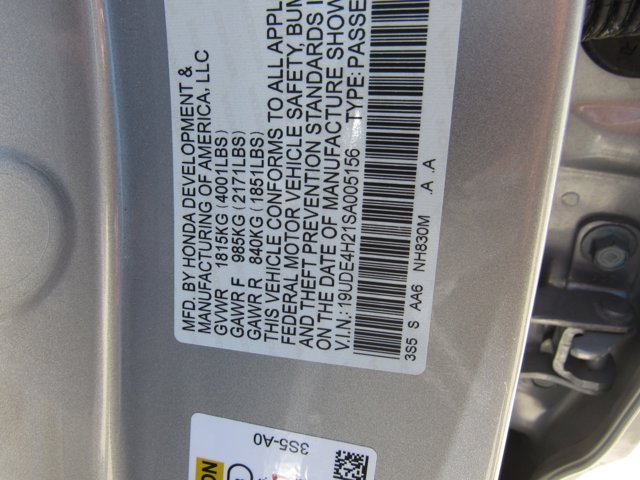 MFD. BY HONDA DEVELOPMENT &
MANUFACTURING OF AMERICA, LLC
GVWR 1815KG (4001LBS)
GAWR F 985KG (2171LBS)
GAWR R 840KG (1851LBS)
THIS VEHICLE CONFORMS TO ALL APPL
FEDERAL MOTOR VEHICLE SAFETY, BUM
AND THEFT PREVENTION STANDARDS I
ON THE DATE OF MANUFACTURE SHOW
V.I.N.: 19UDE4H21SA005156 TYPE: PASSE
3S5 S AA6 NH830M .A .A
3S5-A0